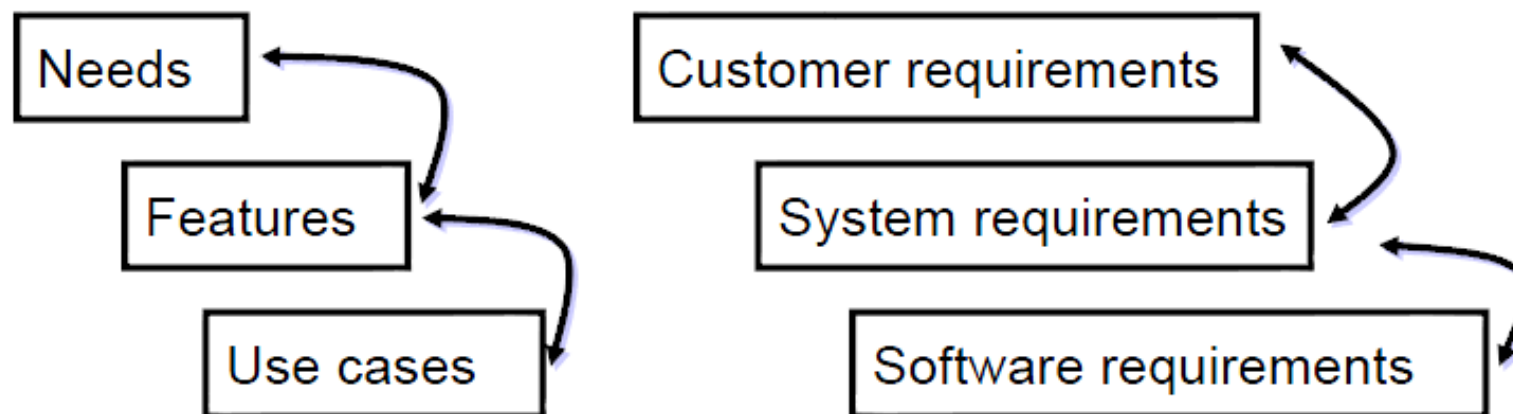 Needs
Features
Use cases
Customer requirements
System requirements
Software requirements